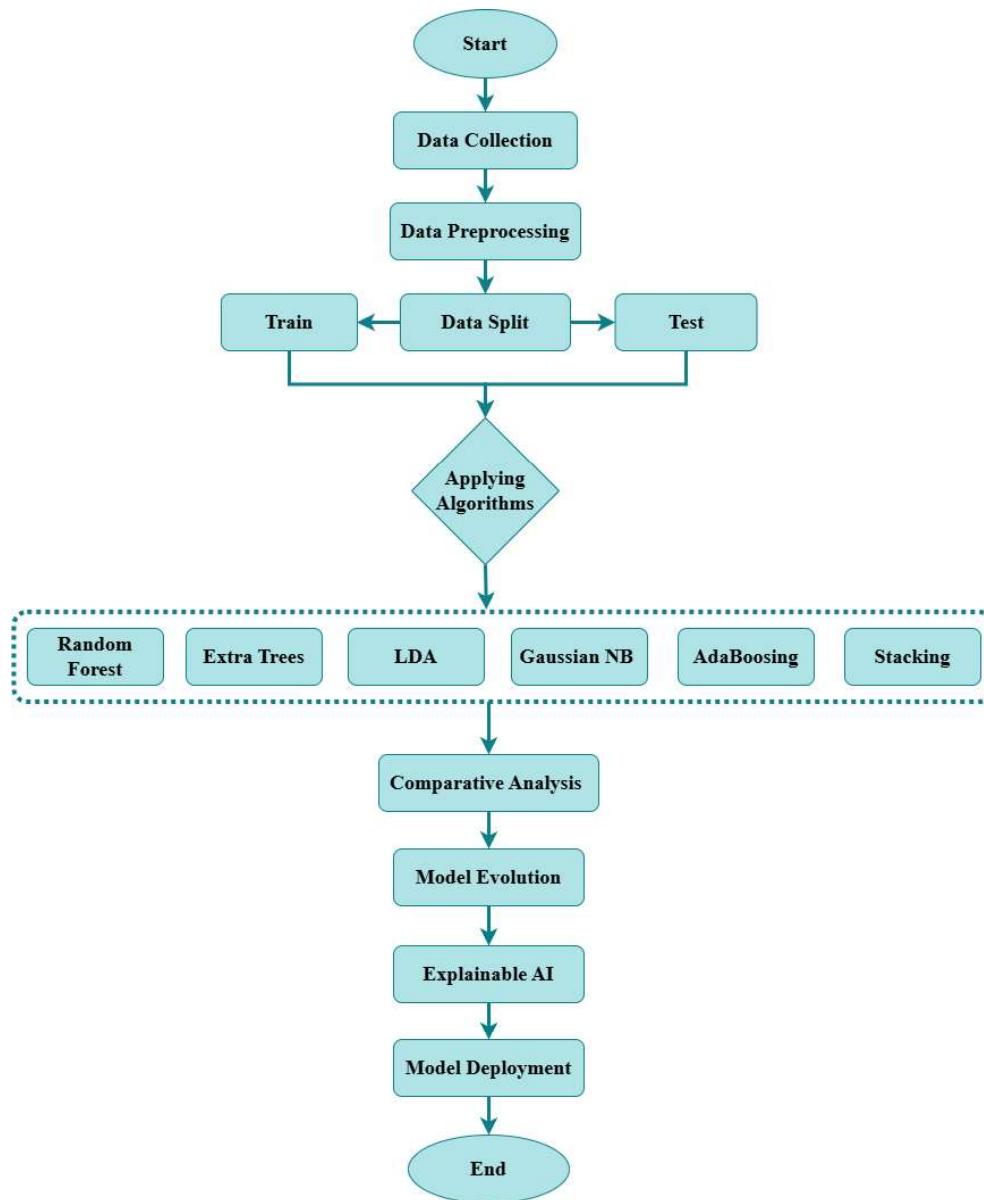 Start
Data Collection
Data Preprocessing
Train
Data Split
Test
Applying
Algorithms
Random
Forest
Extra Trees
LDA
Gaussian NB
AdaBoosing
Stacking
Comparative Analysis
Model Evolution
Explainable AI
Model Deployment
End